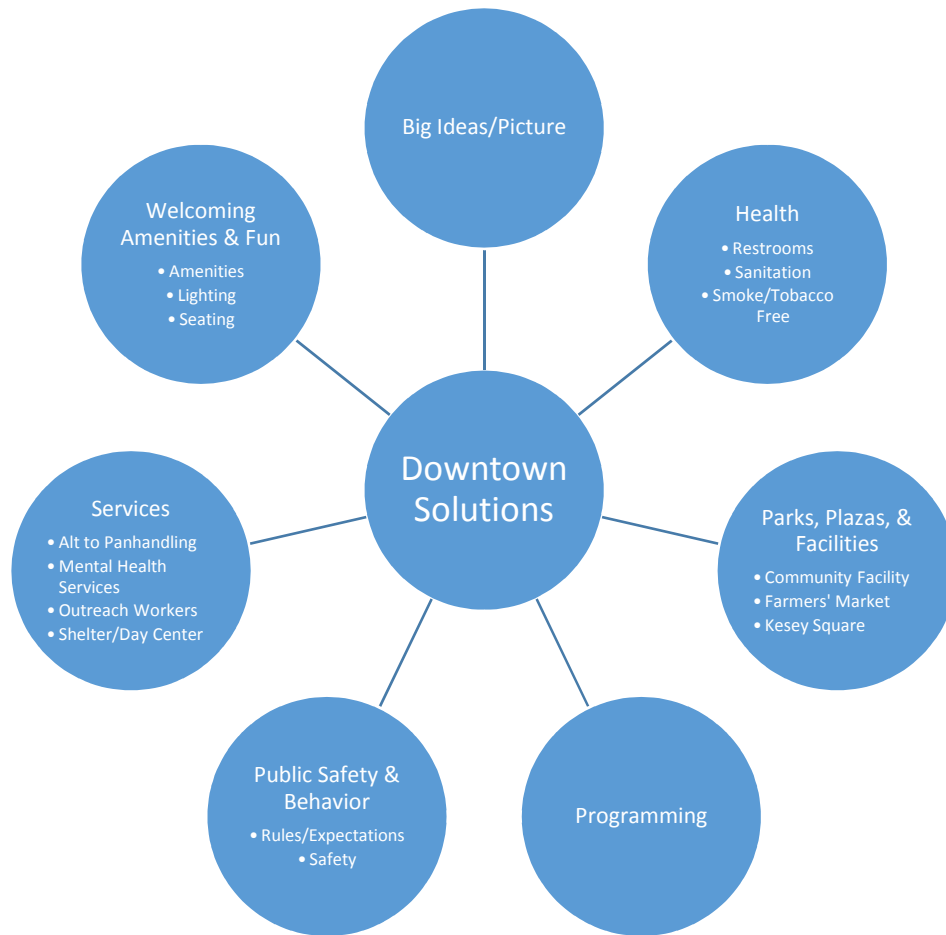 Big Ideas/Picture
Health
• Restrooms
• Sanitation
• Smoke/Tobacco
Free
Parks, Plazas, &
Facilities
• Community Facility
• Farmers' Market
• Kesey Square
Programming
Public Safety &
Behavior
• Rules/Expectations
• Safety
Services
• Alt to Panhandling
• Mental Health
Services
• Outreach Workers
• Shelter/Day Center
Welcoming
Amenities & Fun
• Amenities
• Lighting
• Seating
Downtown
Solutions